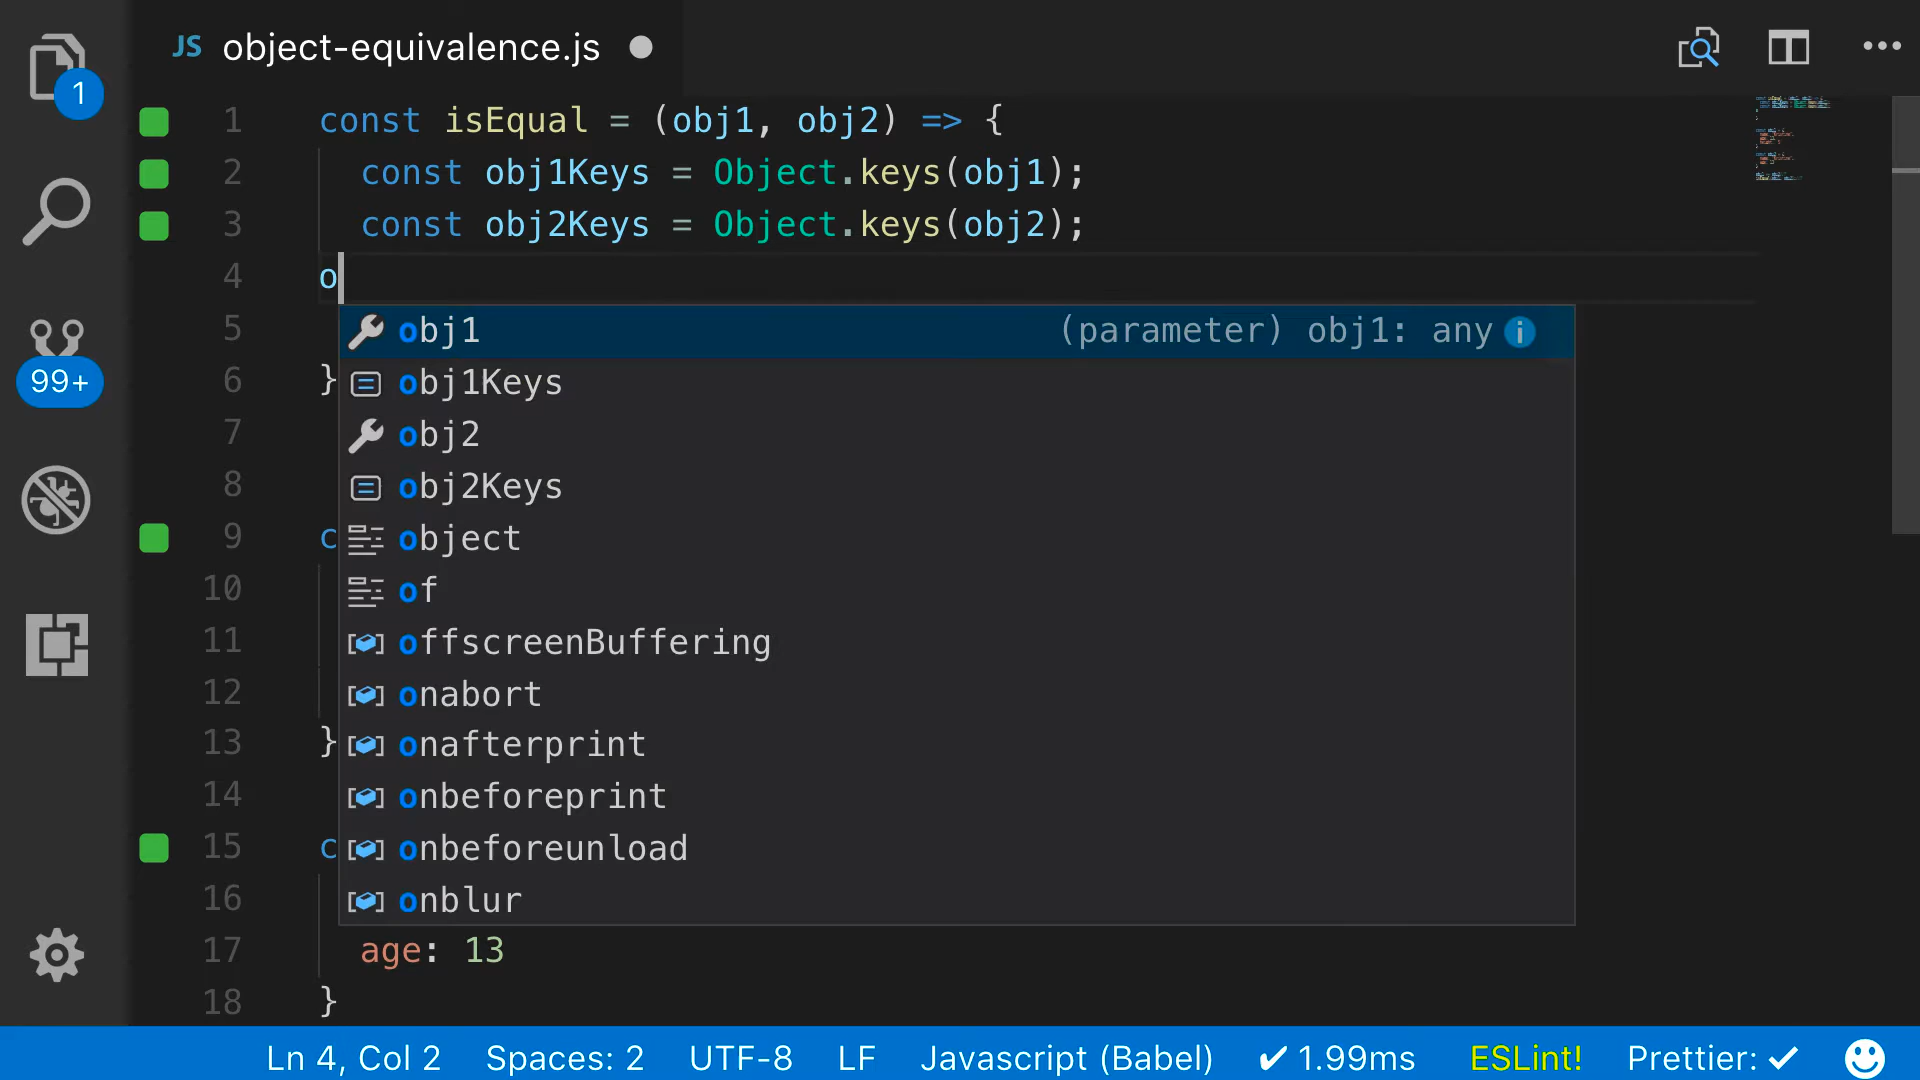 JS object-equivalence.js
1
99+
1 const isEqual = (obj1, obj2) => {
2 const obj1Keys = Object.keys(obj1);
3 const obj2Keys = Object.keys(obj2);
4 o
5 obj1 (parameter) obj1: any
6 } obj1Keys
7 obj2
8 obj2Keys
9 c object
10 of
11 offscreenBuffering
12 onabort
13 } onafterprint
14 onbeforeprint
15 c onbeforeunload
16 onblur
17 age: 13
18 }
Ln 4, Col 2 Spaces: 2 UTF-8 LF Javascript (Babel) ✔ 1.99ms ESLint! Prettier: ✓